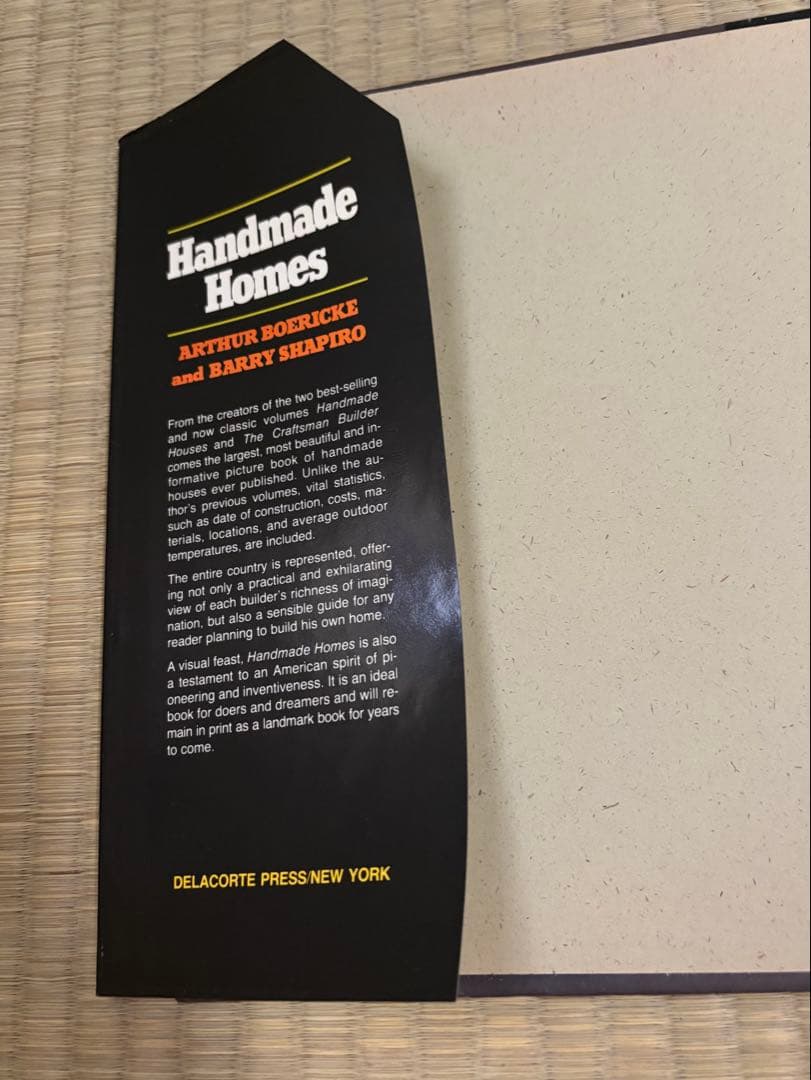 Handmade
Homes
ARTHUR BOERICKE
and BARRY SHAPIRO
From the creators of the two best-selling
and now classic volumes Handmade
Houses and The Craftsman Builder
comes the largest, most beautiful and in-
formative picture book of handmade
houses ever published. Unlike the au-
thor's previous volumes, vital statistics,
such as date of construction, costs, ma-
terials, locations, and average outdoor
temperatures, are included.
The entire country is represented, offer-
ing not only a practical and exhilarating
view of each builder's richness of imagi-
nation, but also a sensible guide for any
reader planning to build his own home.
A visual feast, Handmade Homes is also
a testament to an American spirit of pi-
oneering and inventiveness. It is an ideal
book for doers and dreamers and will re-
main in print as a landmark book for years
to come.
DELACORTE PRESS/NEW YORK